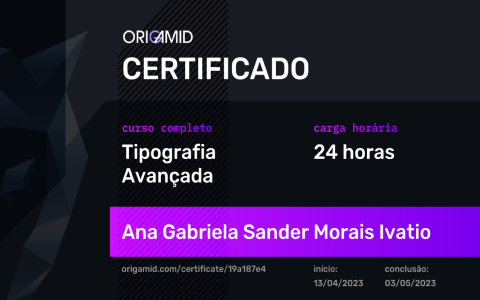 ORIGAMID
CERTIFICADO
curso completo
carga horária
Tipografia
Avançada
24 horas
Ana Gabriela Sander Morais Ivatio
origamid.com/certificate/19a187e4
início:
13/04/2023
conclusão:
03/05/2023